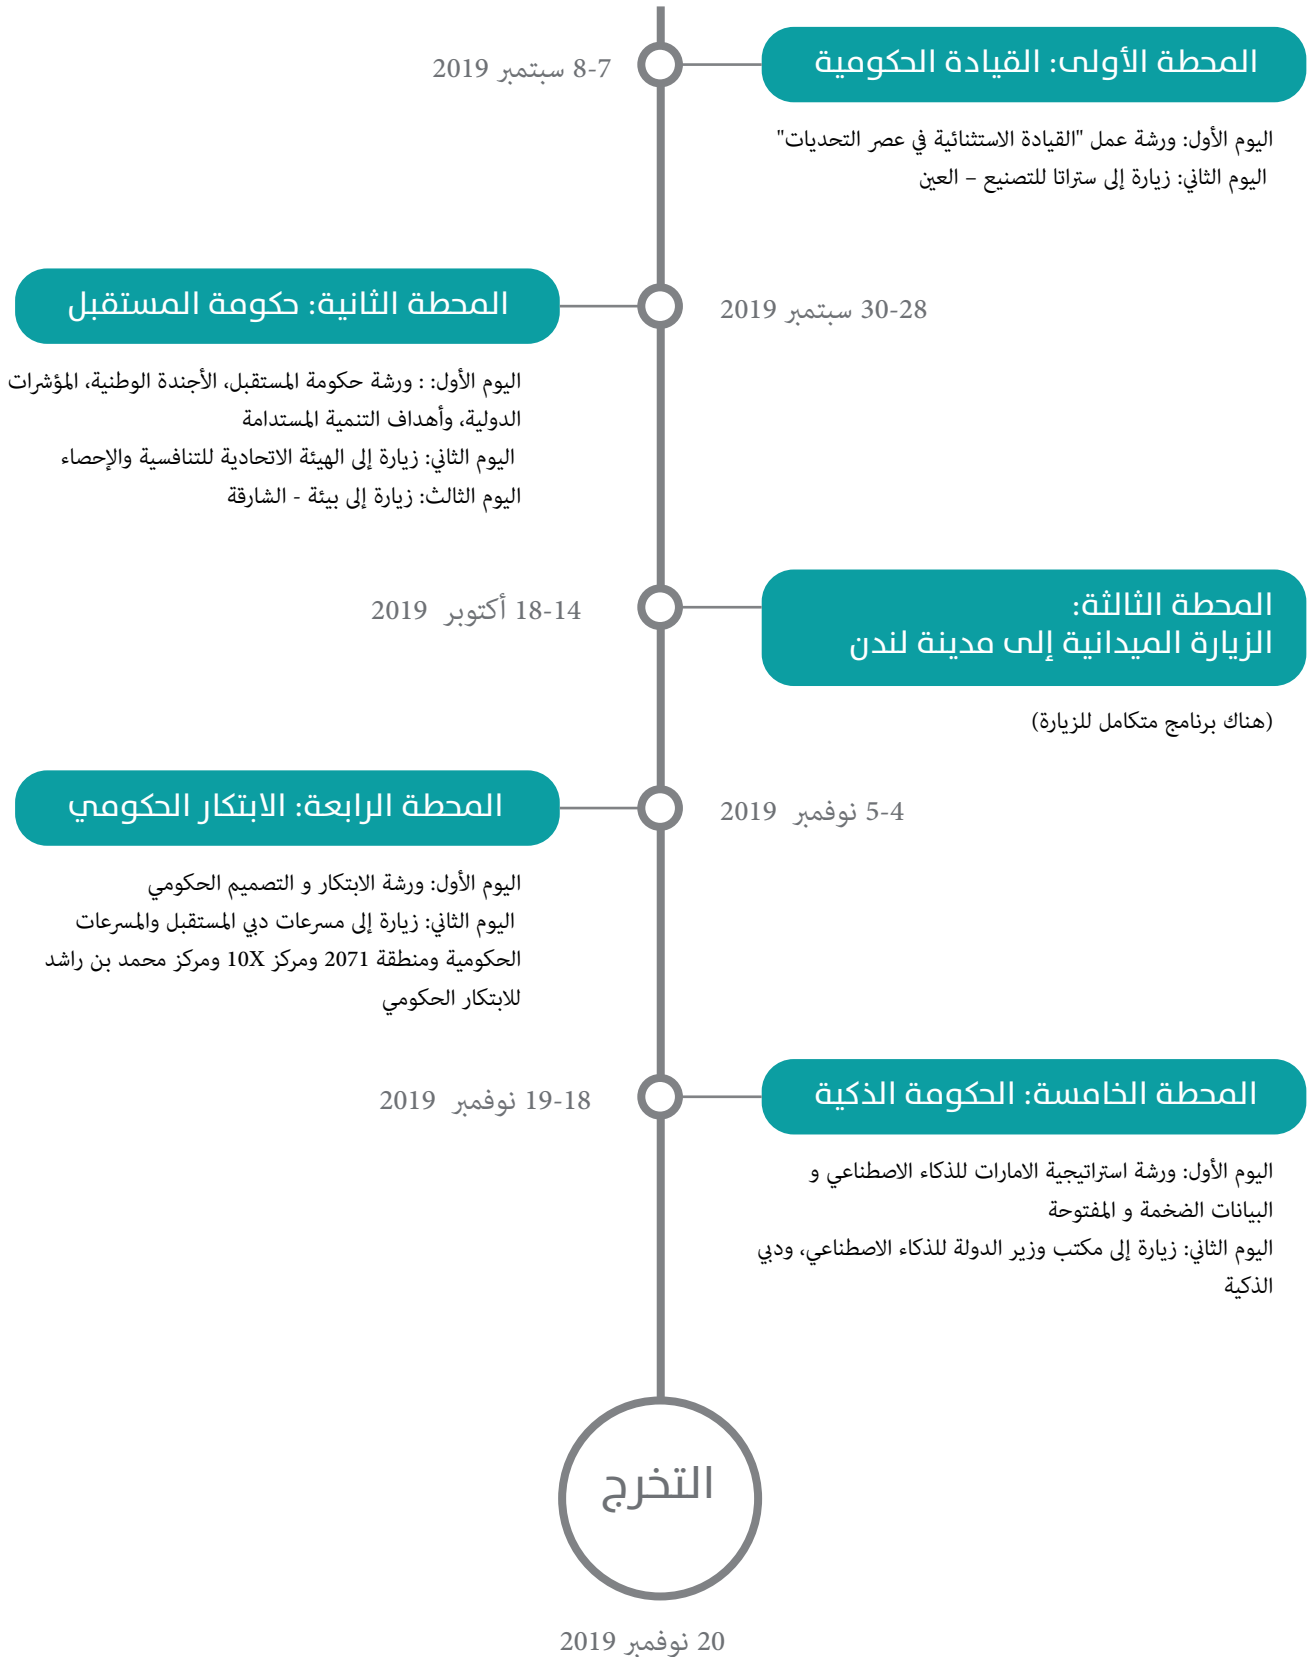 المحطة الأولى: القيادة الحكومية
7-8 سبتمبر 2019
اليوم الأول: ورشة عمل "القيادة الاستثنائية في عصر التحديات"
اليوم الثاني: زيارة إلى ستراتا للتصنيع – العين
المحطة الثانية: حكومة المستقبل
28-30 سبتمبر 2019
اليوم الأول: : ورشة حكومة المستقبل، الأجندة الوطنية، المؤشرات
الدولية، وأهداف التنمية المستدامة
اليوم الثاني: زيارة إلى الهيئة الاتحادية للتنافسية والإحصاء
اليوم الثالث: زيارة إلى بيئة - الشارقة
المحطة الثالثة:
الزيارة الميدانية إلى مدينة لندن
14-18 أكتوبر 2019
(هناك برنامج متكامل للزيارة)
المحطة الرابعة: الابتكار الحكومي
4-5 نوفمبر 2019
اليوم الأول: ورشة الابتكار و التصميم الحكومي
اليوم الثاني: زيارة إلى مسرعات دبي المستقبل والمسرعات
الحكومية ومنطقة 2071 ومركز 10X ومركز محمد بن راشد
للابتكار الحكومي
المحطة الخامسة: الحكومة الذكية
18-19 نوفمبر 2019
اليوم الأول: ورشة استراتيجية الامارات للذكاء الاصطناعي و
البيانات الضخمة و المفتوحة
اليوم الثاني: زيارة إلى مكتب وزير الدولة للذكاء الاصطناعي، ودبي
الذكية
التخرج
20 نوفمبر 2019